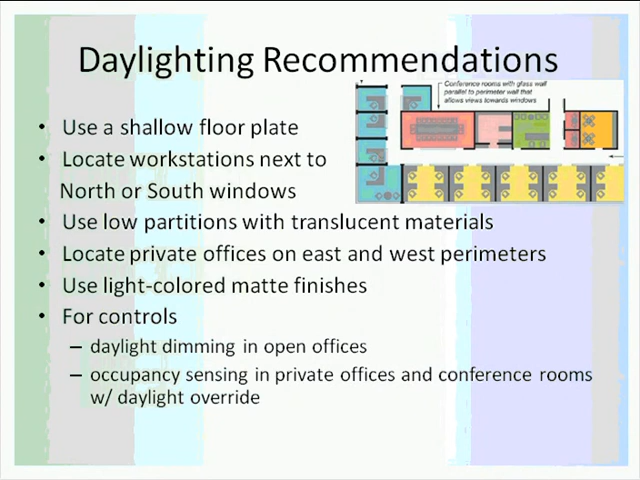 Daylighting Recommendations
Conference rooms with glass wall
parallel to perimeter wall that
allows views towards windows
• Use a shallow floor plate
• Locate workstations next to
North or South windows
• Use low partitions with translucent materials
• Locate private offices on east and west perimeters
• Use light-colored matte finishes
• For controls
– daylight dimming in open offices
– occupancy sensing in private offices and conference rooms
w/ daylight override